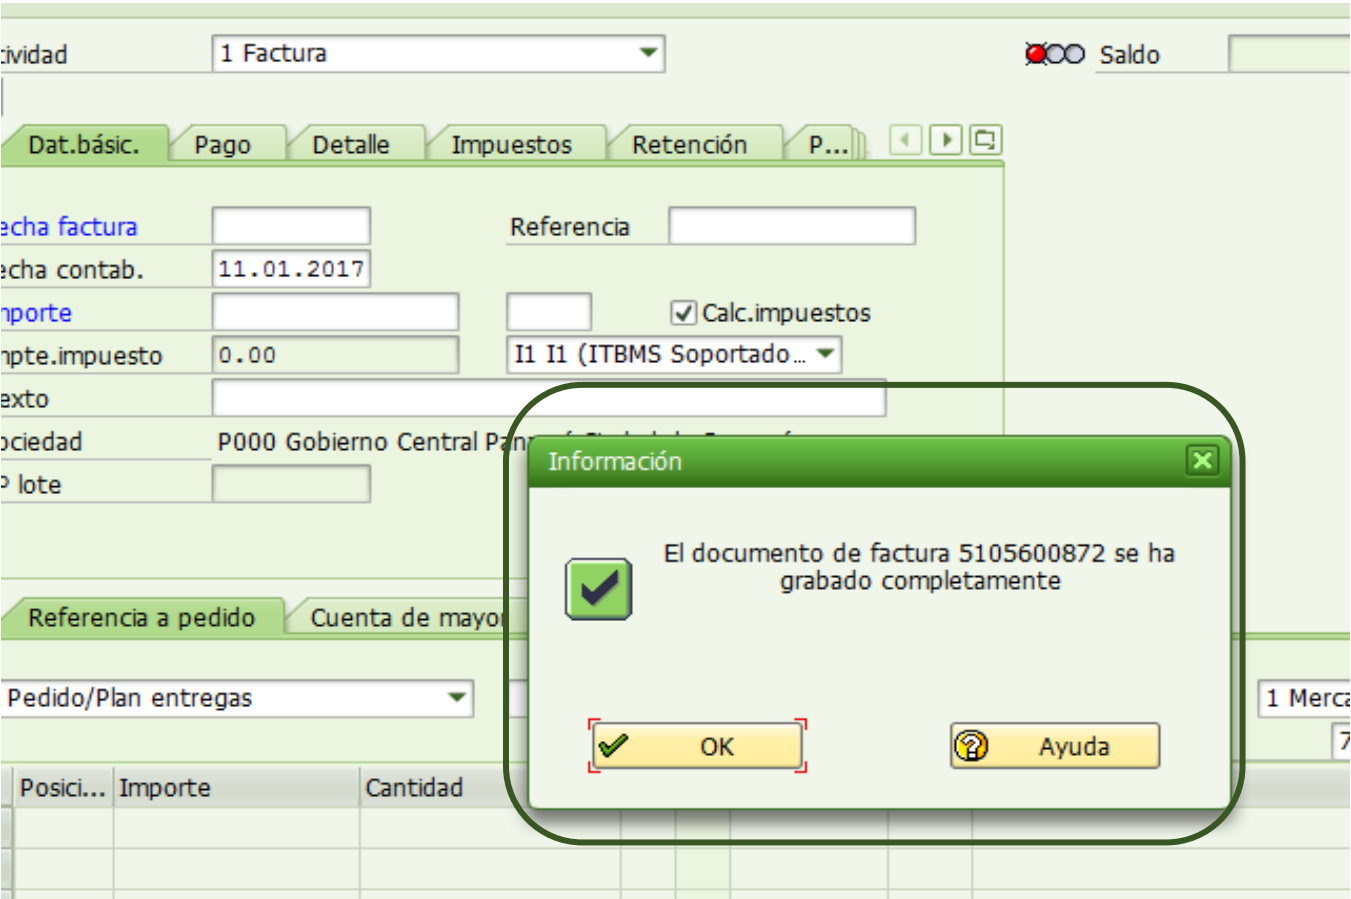 tividad 1 Factura Saldo
Dat.básic. Pago Detalle Impuestos Retención P...
echa factura Referencia
echa contab. 11.01.2017
mporte Calc.impuestos
mpte.impuesto 0.00 I1 I1 (ITBMS Soportado...
exto
ociedad P000 Gobierno Central
P lote
Información
El documento de factura 5105600872 se ha
grabado completamente
OK Ayuda
Referencia a pedido Cuenta de mayor
Pedido/Plan entregas 1 Merca
7
Posici... Importe Cantidad